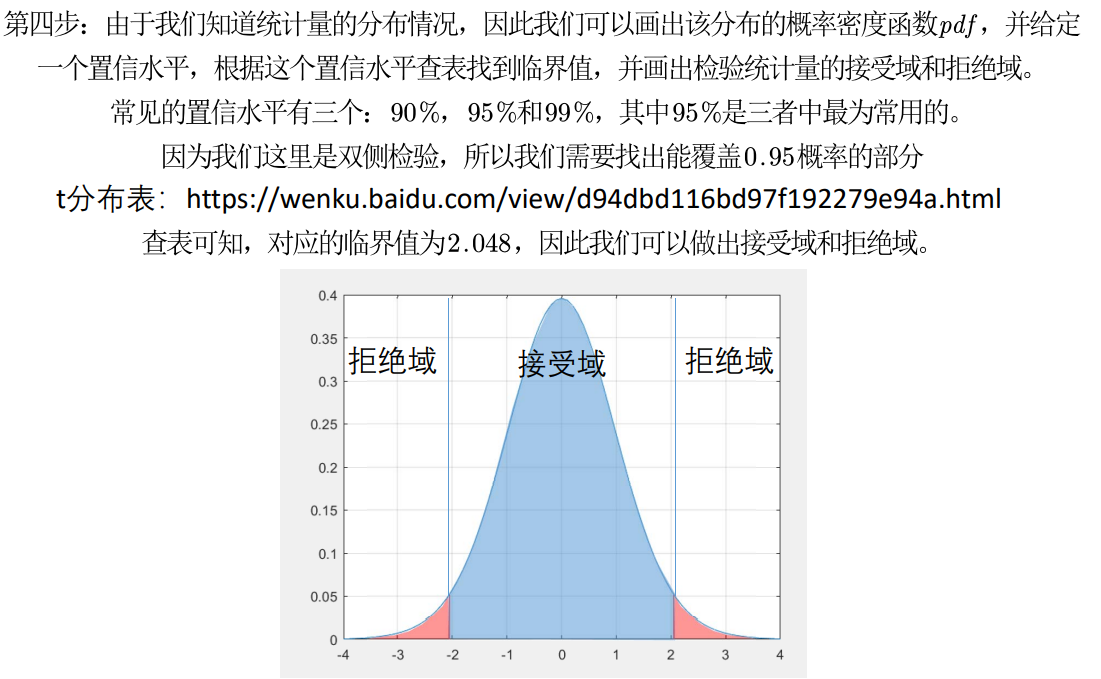 第四步：由于我们知道统计量的分布情况，因此我们可以画出该分布的概率密度函数pdf，并给定
一个置信水平，根据这个置信水平查表找到临界值，并画出检验统计量的接受域和拒绝域。
常见的置信水平有三个：90%，95%和99%，其中95%是三者中最为常用的。
因为我们这里是双侧检验，所以我们需要找出能覆盖0.95概率的部分
t分布表：https://wenku.baidu.com/view/d94dbd116bd97f192279e94a.html
查表可知，对应的临界值为2.048，因此我们可以做出接受域和拒绝域。
0.4
0.35
拒绝域 接受域 拒绝域
0.3
0.25
0.2
0.15
0.1
0.05
0
-4 -3 -2 -1 0 1 2 3 4